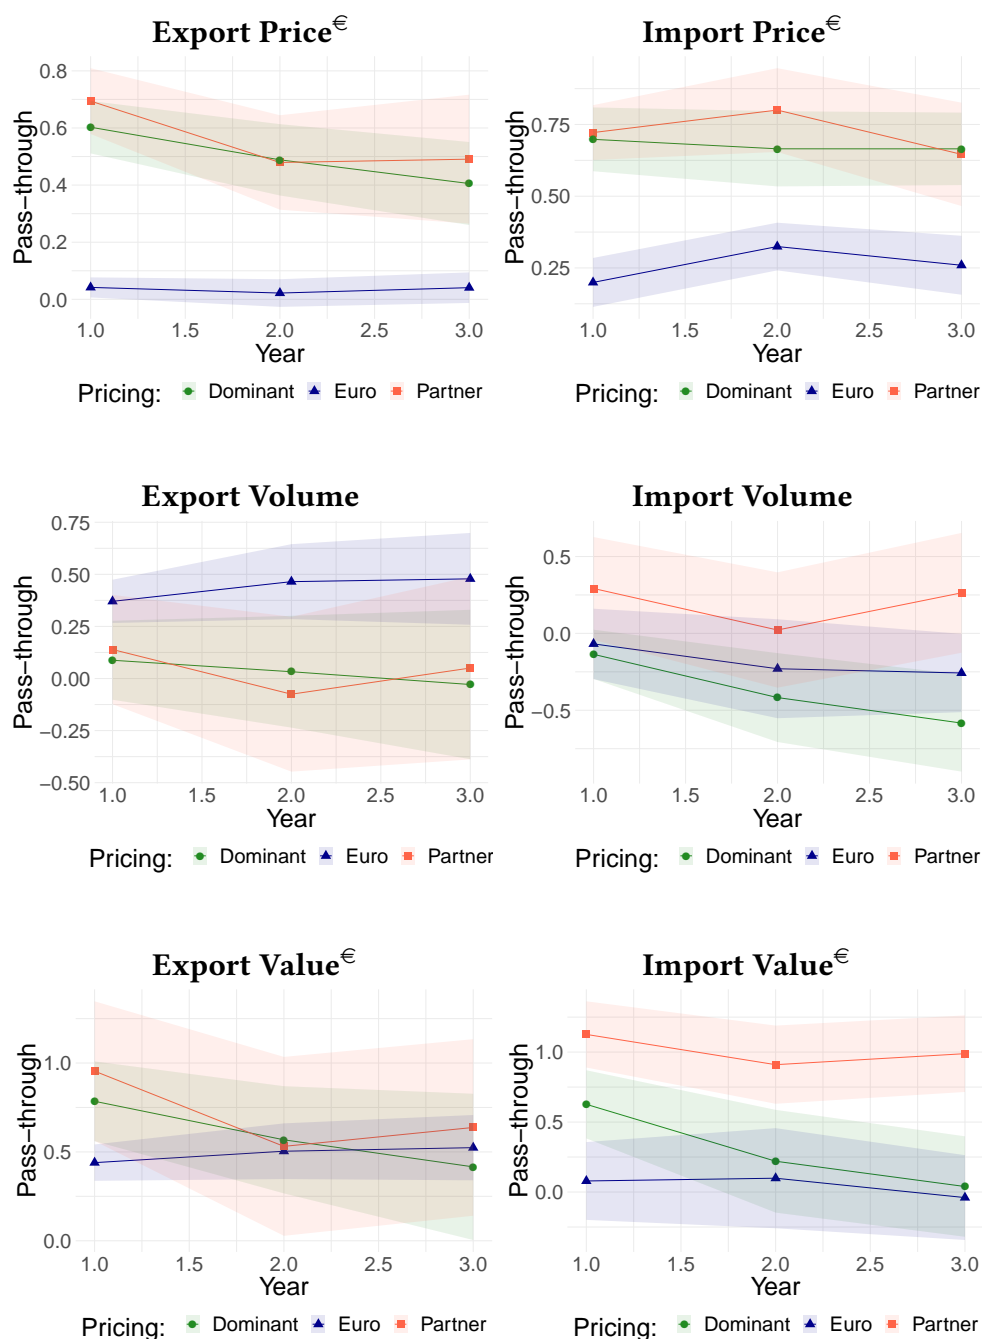 Export Price€
Pass−through
0.8
0.6
0.4
0.2
0.0
1.0 1.5 2.0 2.5 3.0
Year
Pricing: Dominant Euro Partner
Import Price€
Pass−through
0.75
0.50
0.25
1.0 1.5 2.0 2.5 3.0
Year
Pricing: Dominant Euro Partner
Export Volume
Pass−through
0.75
0.50
0.25
0.00
−0.25
−0.50
1.0 1.5 2.0 2.5 3.0
Year
Pricing: Dominant Euro Partner
Import Volume
Pass−through
0.5
0.0
−0.5
1.0 1.5 2.0 2.5 3.0
Year
Pricing: Dominant Euro Partner
Export Value€
Pass−through
1.0
0.5
0.0
1.0 1.5 2.0 2.5 3.0
Year
Pricing: Dominant Euro Partner
Import Value€
Pass−through
1.0
0.5
0.0
1.0 1.5 2.0 2.5 3.0
Year
Pricing: Dominant Euro Partner